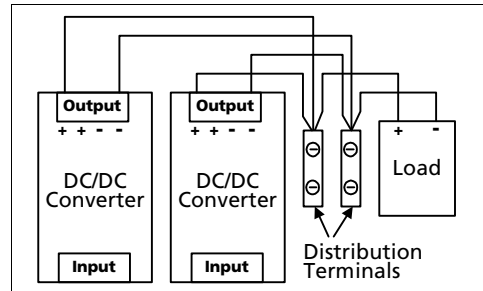 Output
+ + - -
DC/DC
Converter
Input
Output
+ + - -
DC/DC
Converter
Input
+ -
Load
Distribution
Terminals